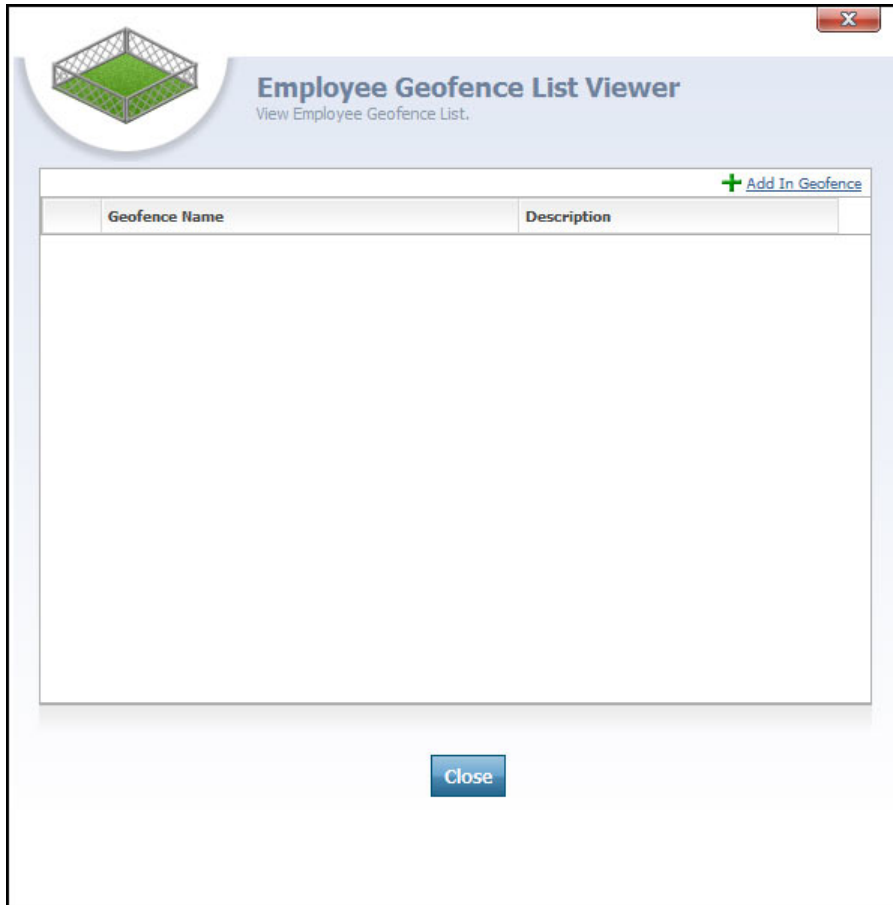 X
Employee Geofence List Viewer
View Employee Geofence List.
Add In Geofence
Geofence Name Description
Close